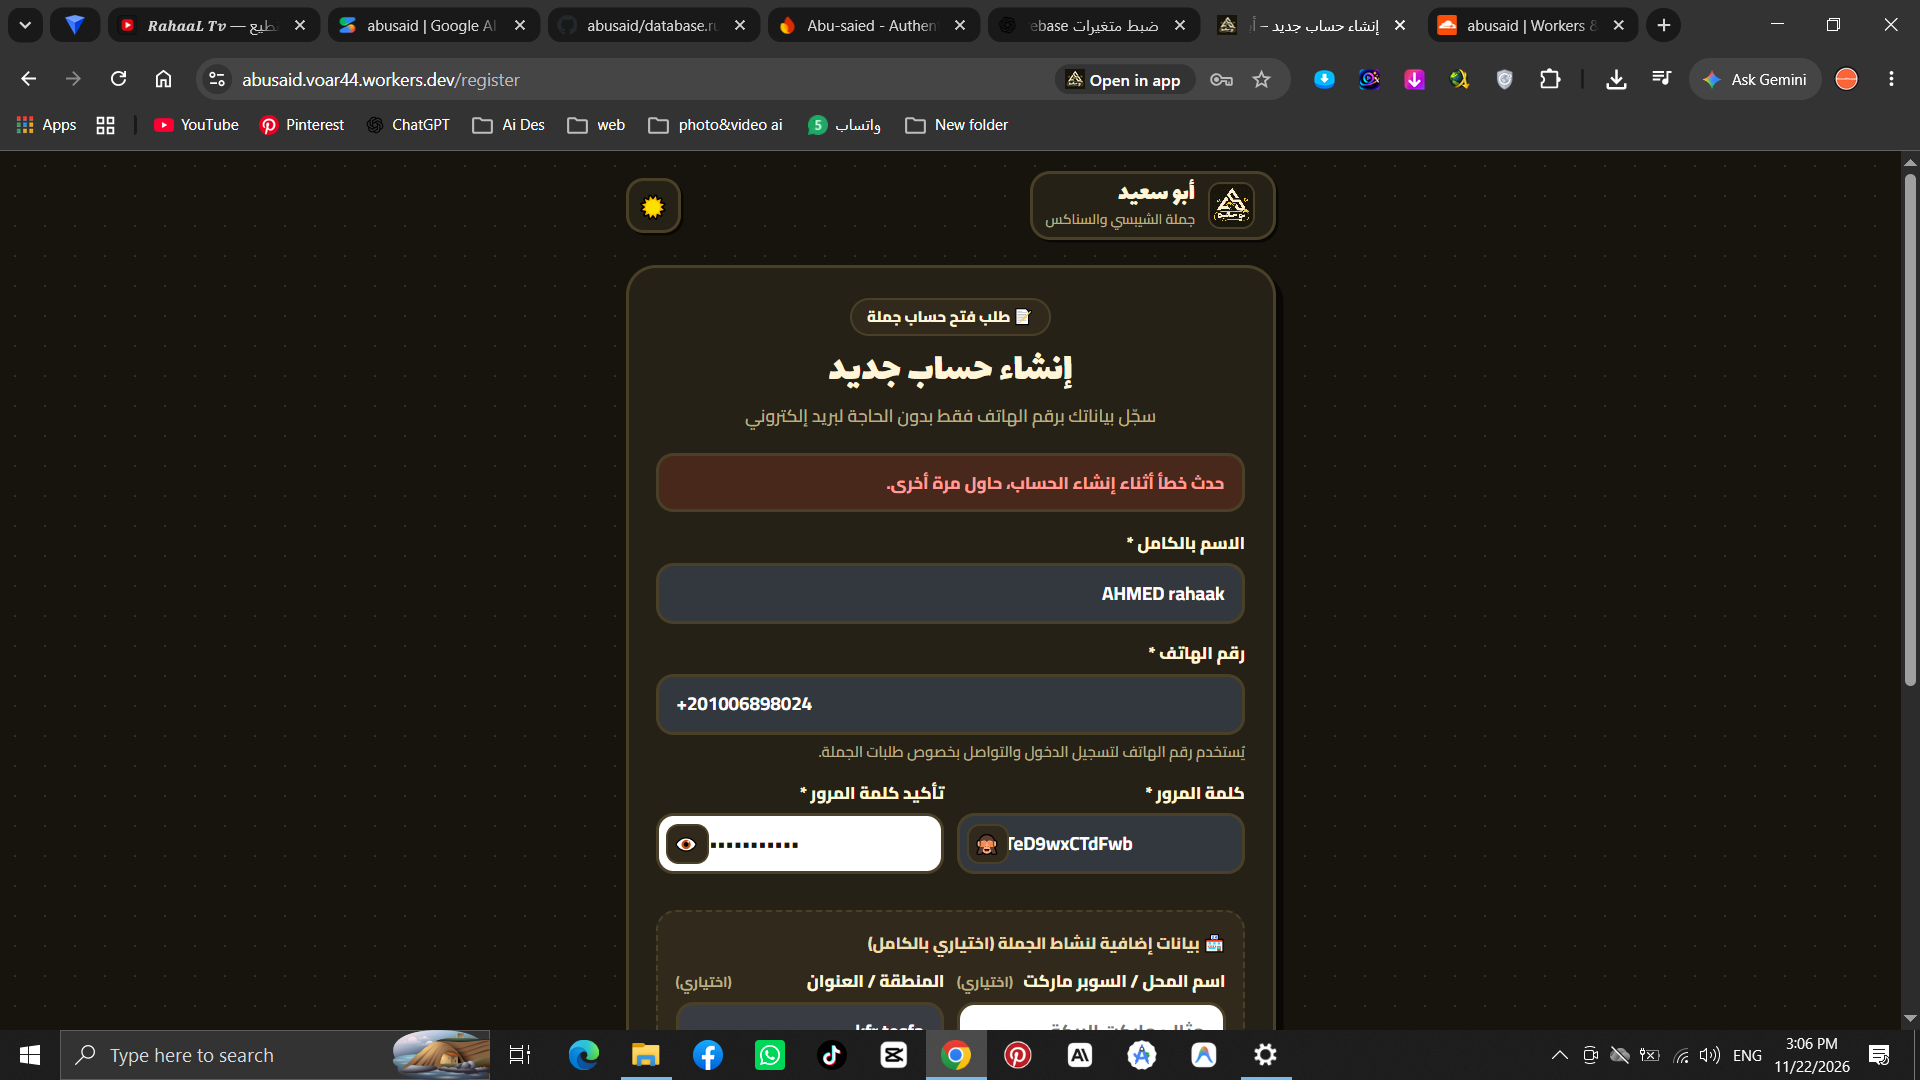 RahaaL Tv —
abusaid | Google AI
abusaid/database.ru
Abu-saied - Authen
ضبط متغيرات
إنشاء حساب جديد –
abusaid | Workers &
abusaid.voar44.workers.dev/register
Open in app
Ask Gemini
Apps
YouTube
Pinterest
ChatGPT
Ai Des
web
photo&video ai
5
واتساب
New folder
أبو سعيد
جملة الشيبسي والسناكس
طلب فتح حساب جملة
إنشاء حساب جديد
سجّل بياناتك برقم الهاتف فقط بدون الحاجة لبريد إلكتروني
حدث خطأ أثناء إنشاء الحساب، حاول مرة أخرى.
الاسم بالكامل *
AHMED rahaak
رقم الهاتف *
+201006898024
يُستخدم رقم الهاتف لتسجيل الدخول والتواصل بخصوص طلبات الجملة.
كلمة المرور *
تأكيد كلمة المرور *
TeD9wxCTdFwb
بيانات إضافية لنشاط الجملة (اختياري بالكامل)
اسم المحل / السوبر ماركت (اختياري)
المنطقة / العنوان (اختياري)
Type here to search
ENG
3:06 PM
11/22/2026